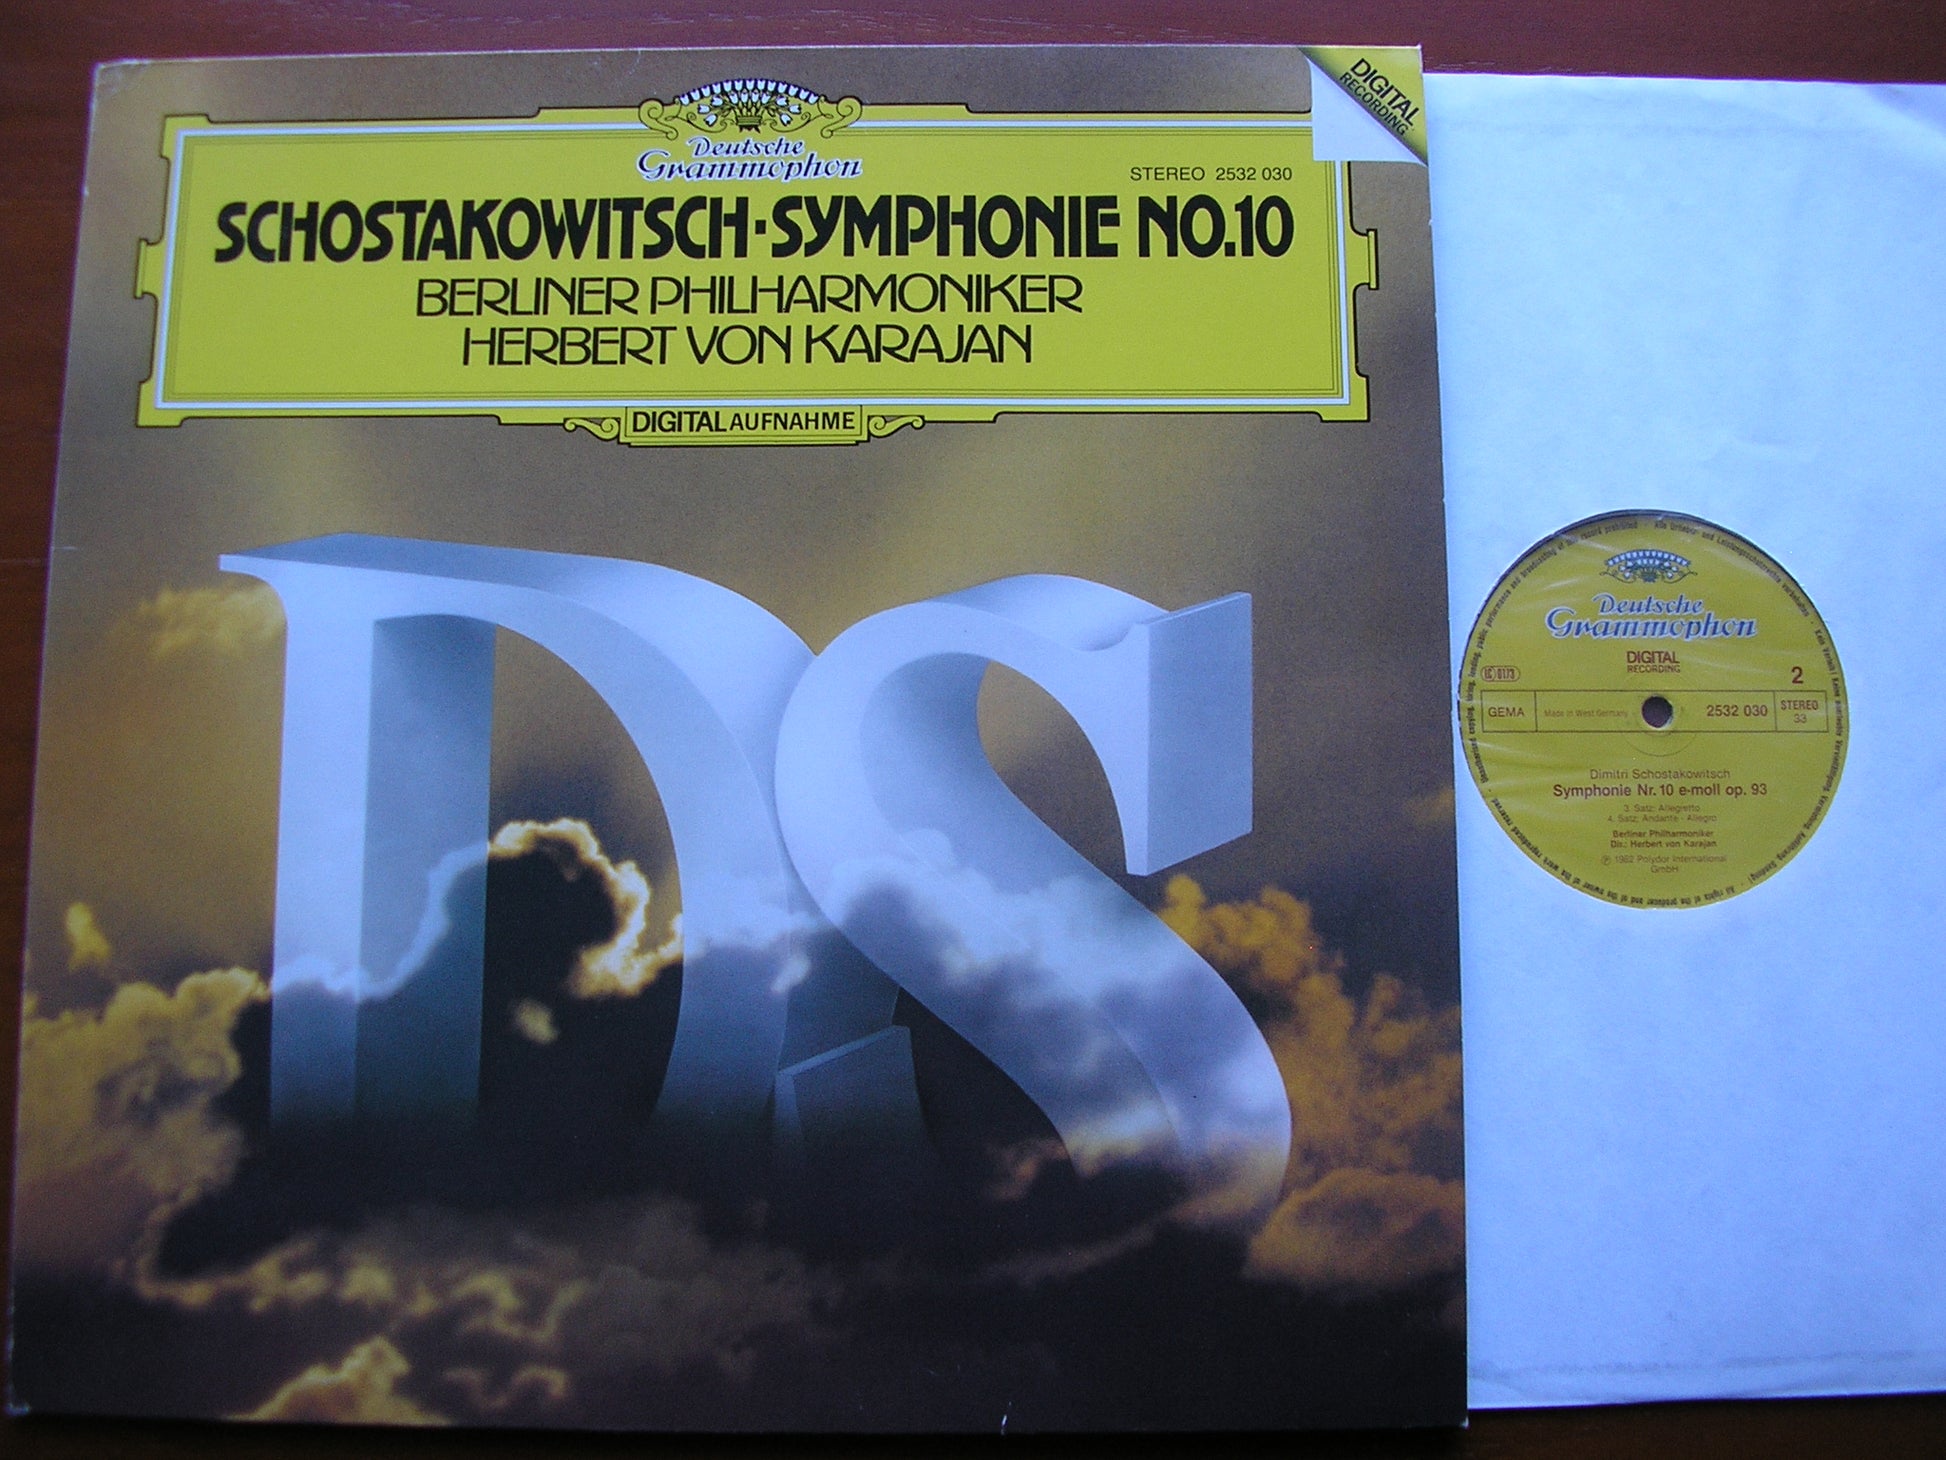 DIGITAL
RECORDING
Deutsche
Grammophon
STEREO 2532 030
SCHOSTAKOWITSCH·SYMPHONIE NO.10
BERLINER PHILHARMONIKER
HERBERT VON KARAJAN
DIGITAL AUFNAHME
DS
Deutsche
Grammophon
DIGITAL
RECORDING
LC 0173
2
GEMA
Made in West Germany
2532 030
STEREO
33
Dimitri Schostakowitsch
Symphonie Nr. 10 e-moll op. 93
3. Satz: Allegretto
4. Satz: Andante - Allegro
Berliner Philharmoniker
Dir.: Herbert von Karajan
℗ 1982 Polydor International
GmbH